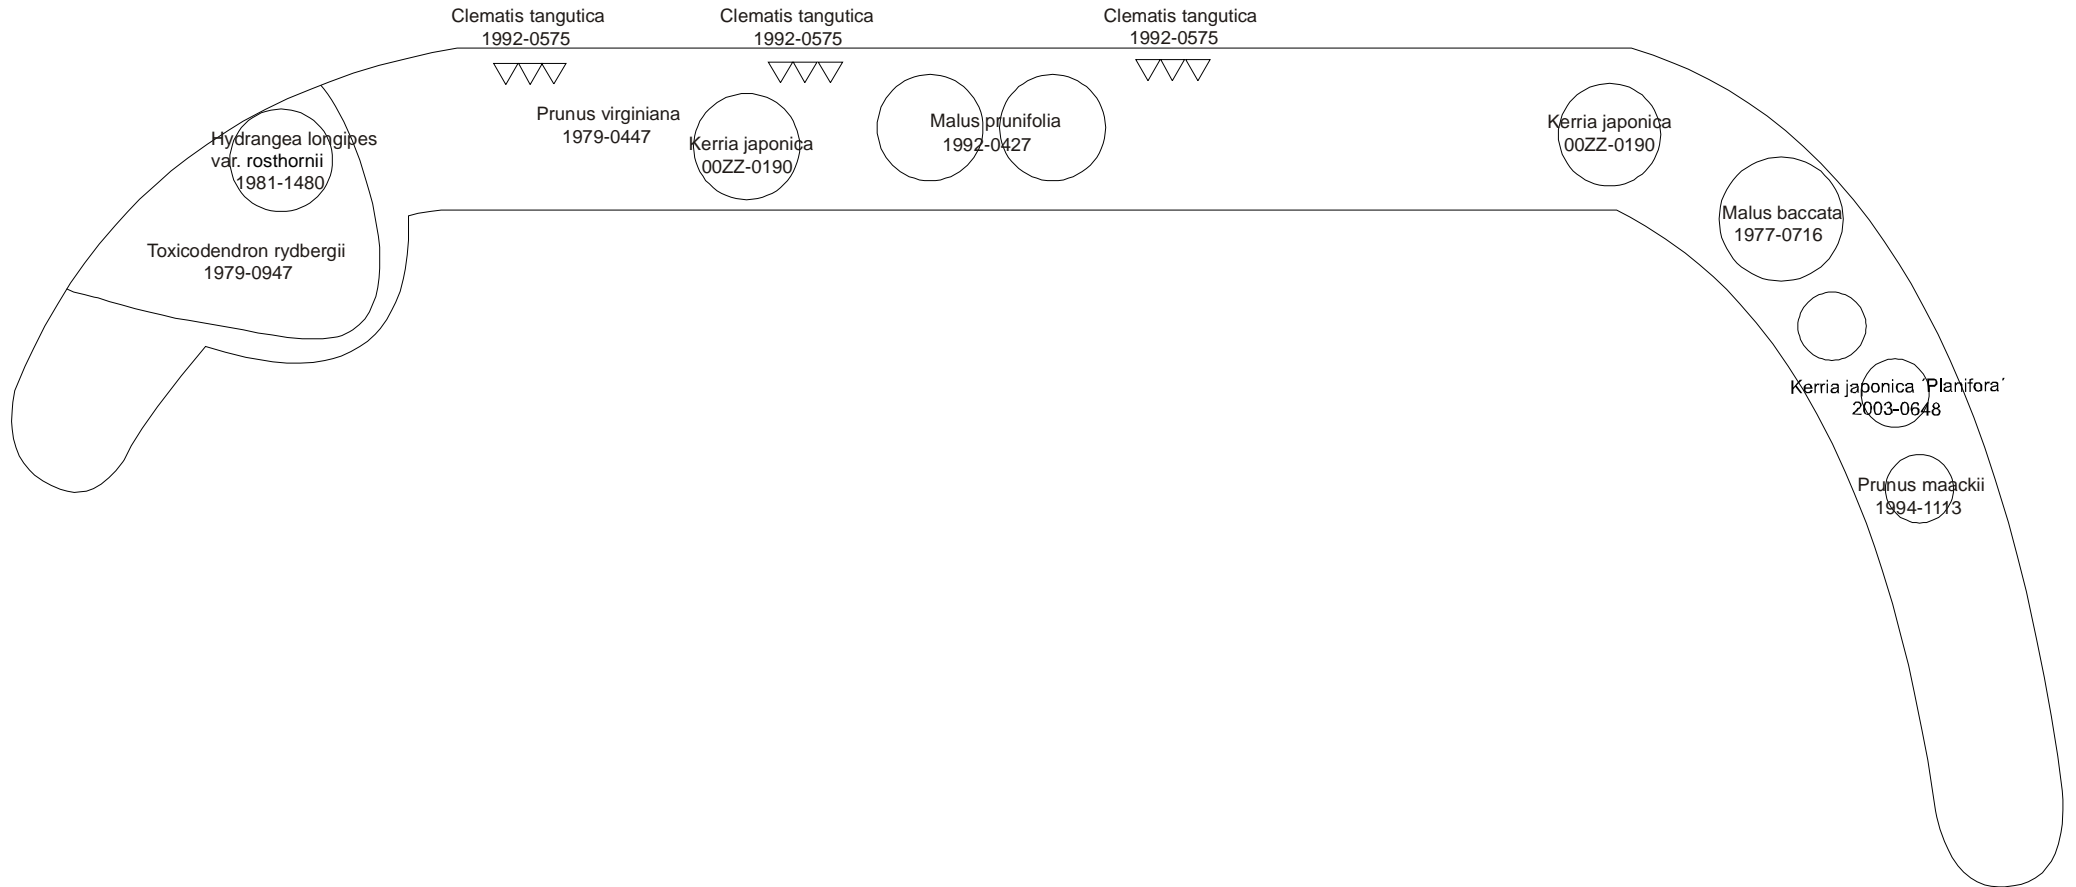 Clematis tangutica
1992-0575
Clematis tangutica
1992-0575
Clematis tangutica
1992-0575
Prunus virginiana
1979-0447
Hydrangea longipes
var. rosthornii
1981-1480
Kerria japonica
00ZZ-0190
Malus prunifolia
1992-0427
Kerria japonica
00ZZ-0190
Malus baccata
1977-0716
Toxicodendron rydbergii
1979-0947
Kerria japonica ´Planifora´
2003-0648
Prunus maackii
1994-1113